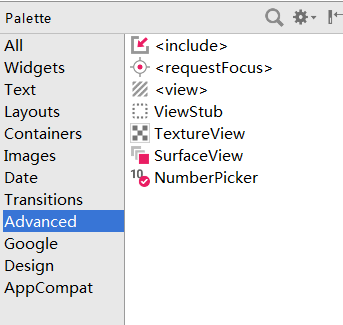 Palette
All
Widgets
Text
Layouts
Containers
Images
Date
Transitions
Advanced
Google
Design
AppCompat
<include>
<requestFocus>
<view>
ViewStub
TextureView
SurfaceView
10 NumberPicker